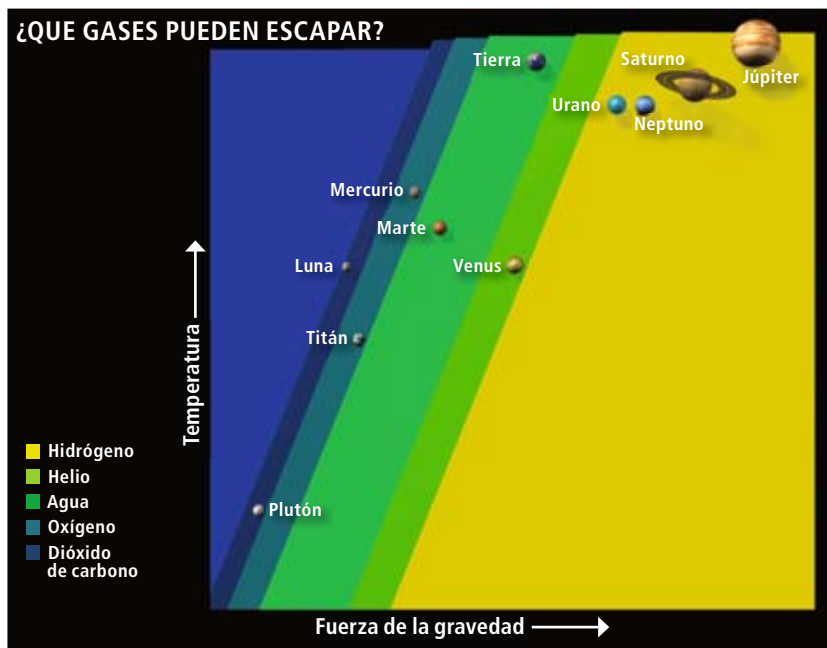 ¿QUE GASES PUEDEN ESCAPAR?
Tierra
Saturno
Júpiter
Urano
Neptuno
Mercurio
Marte
Luna
Venus
Titán
Temperatura
Hidrógeno
Helio
Agua
Oxígeno
Dióxido
de carbono
Plutón
Fuerza de la gravedad